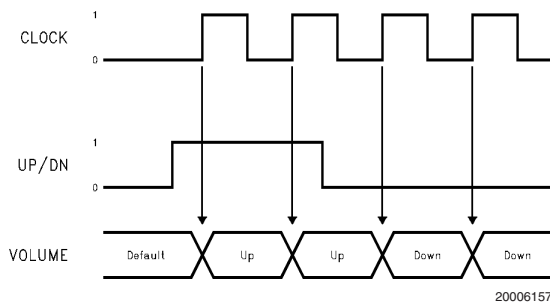 CLOCK 1
0
UP/DN 1
0
VOLUME Default Up Up Down Down
20006157